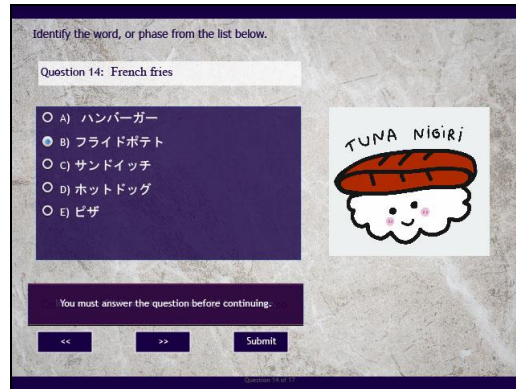 Identify the word, or phase from the list below.
Question 14: French fries
A) ハンバーガー
B) フライドポテト
C) サンドイッチ
D) ホットドッグ
E) ピザ
TUNA NIGIRI
You must answer the question before continuing.
<< >> Submit
Question 14 of 17